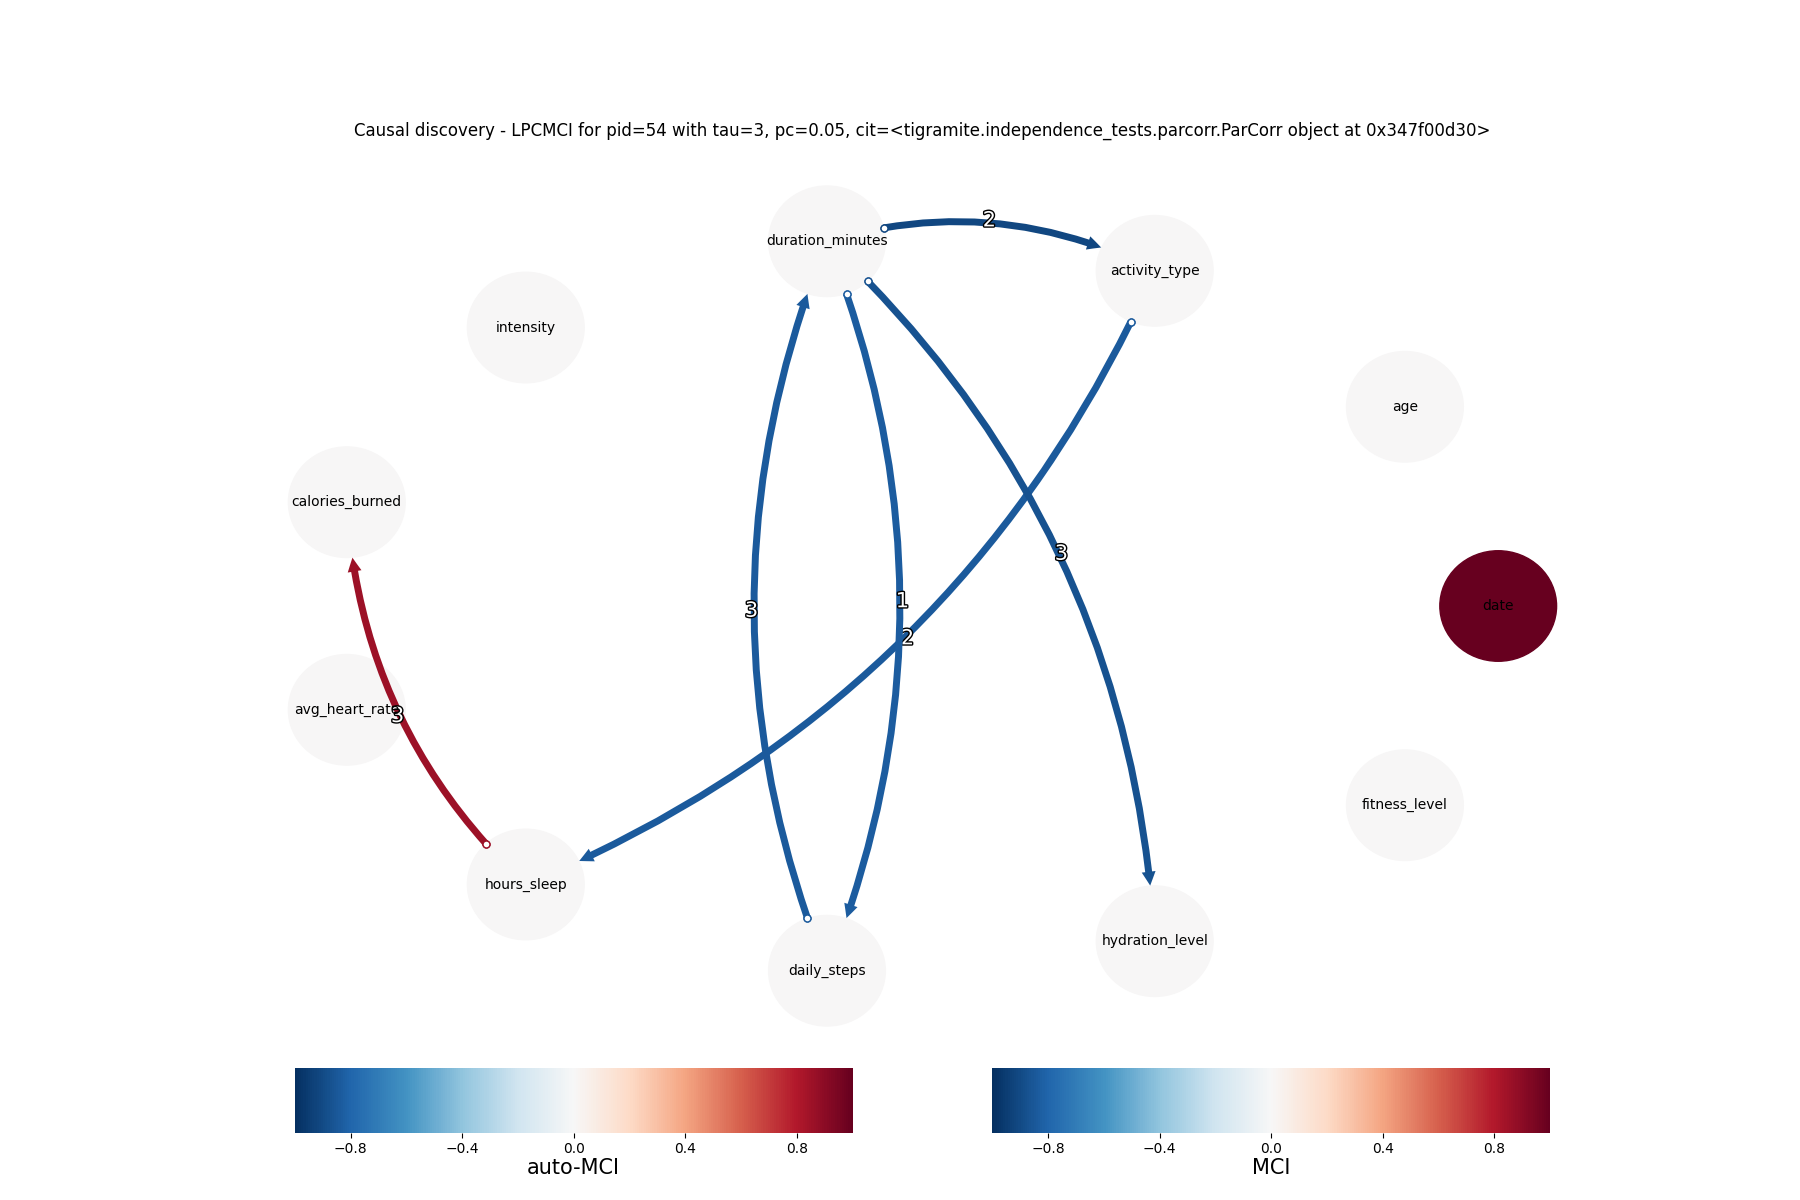 Causal discovery - LPCMCI for pid=54 with tau=3, pc=0.05, cit=<tigramite.independence_tests.parcorr.ParCorr object at 0x347f00d30>
2
duration_minutes
activity_type
intensity
age
calories_burned
3
3
1
date
2
avg_heart_rate
3
fitness_level
hours_sleep
hydration_level
daily_steps
−0.8 −0.4 0.0 0.4 0.8
auto-MCI
−0.8 −0.4 0.0 0.4 0.8
MCI